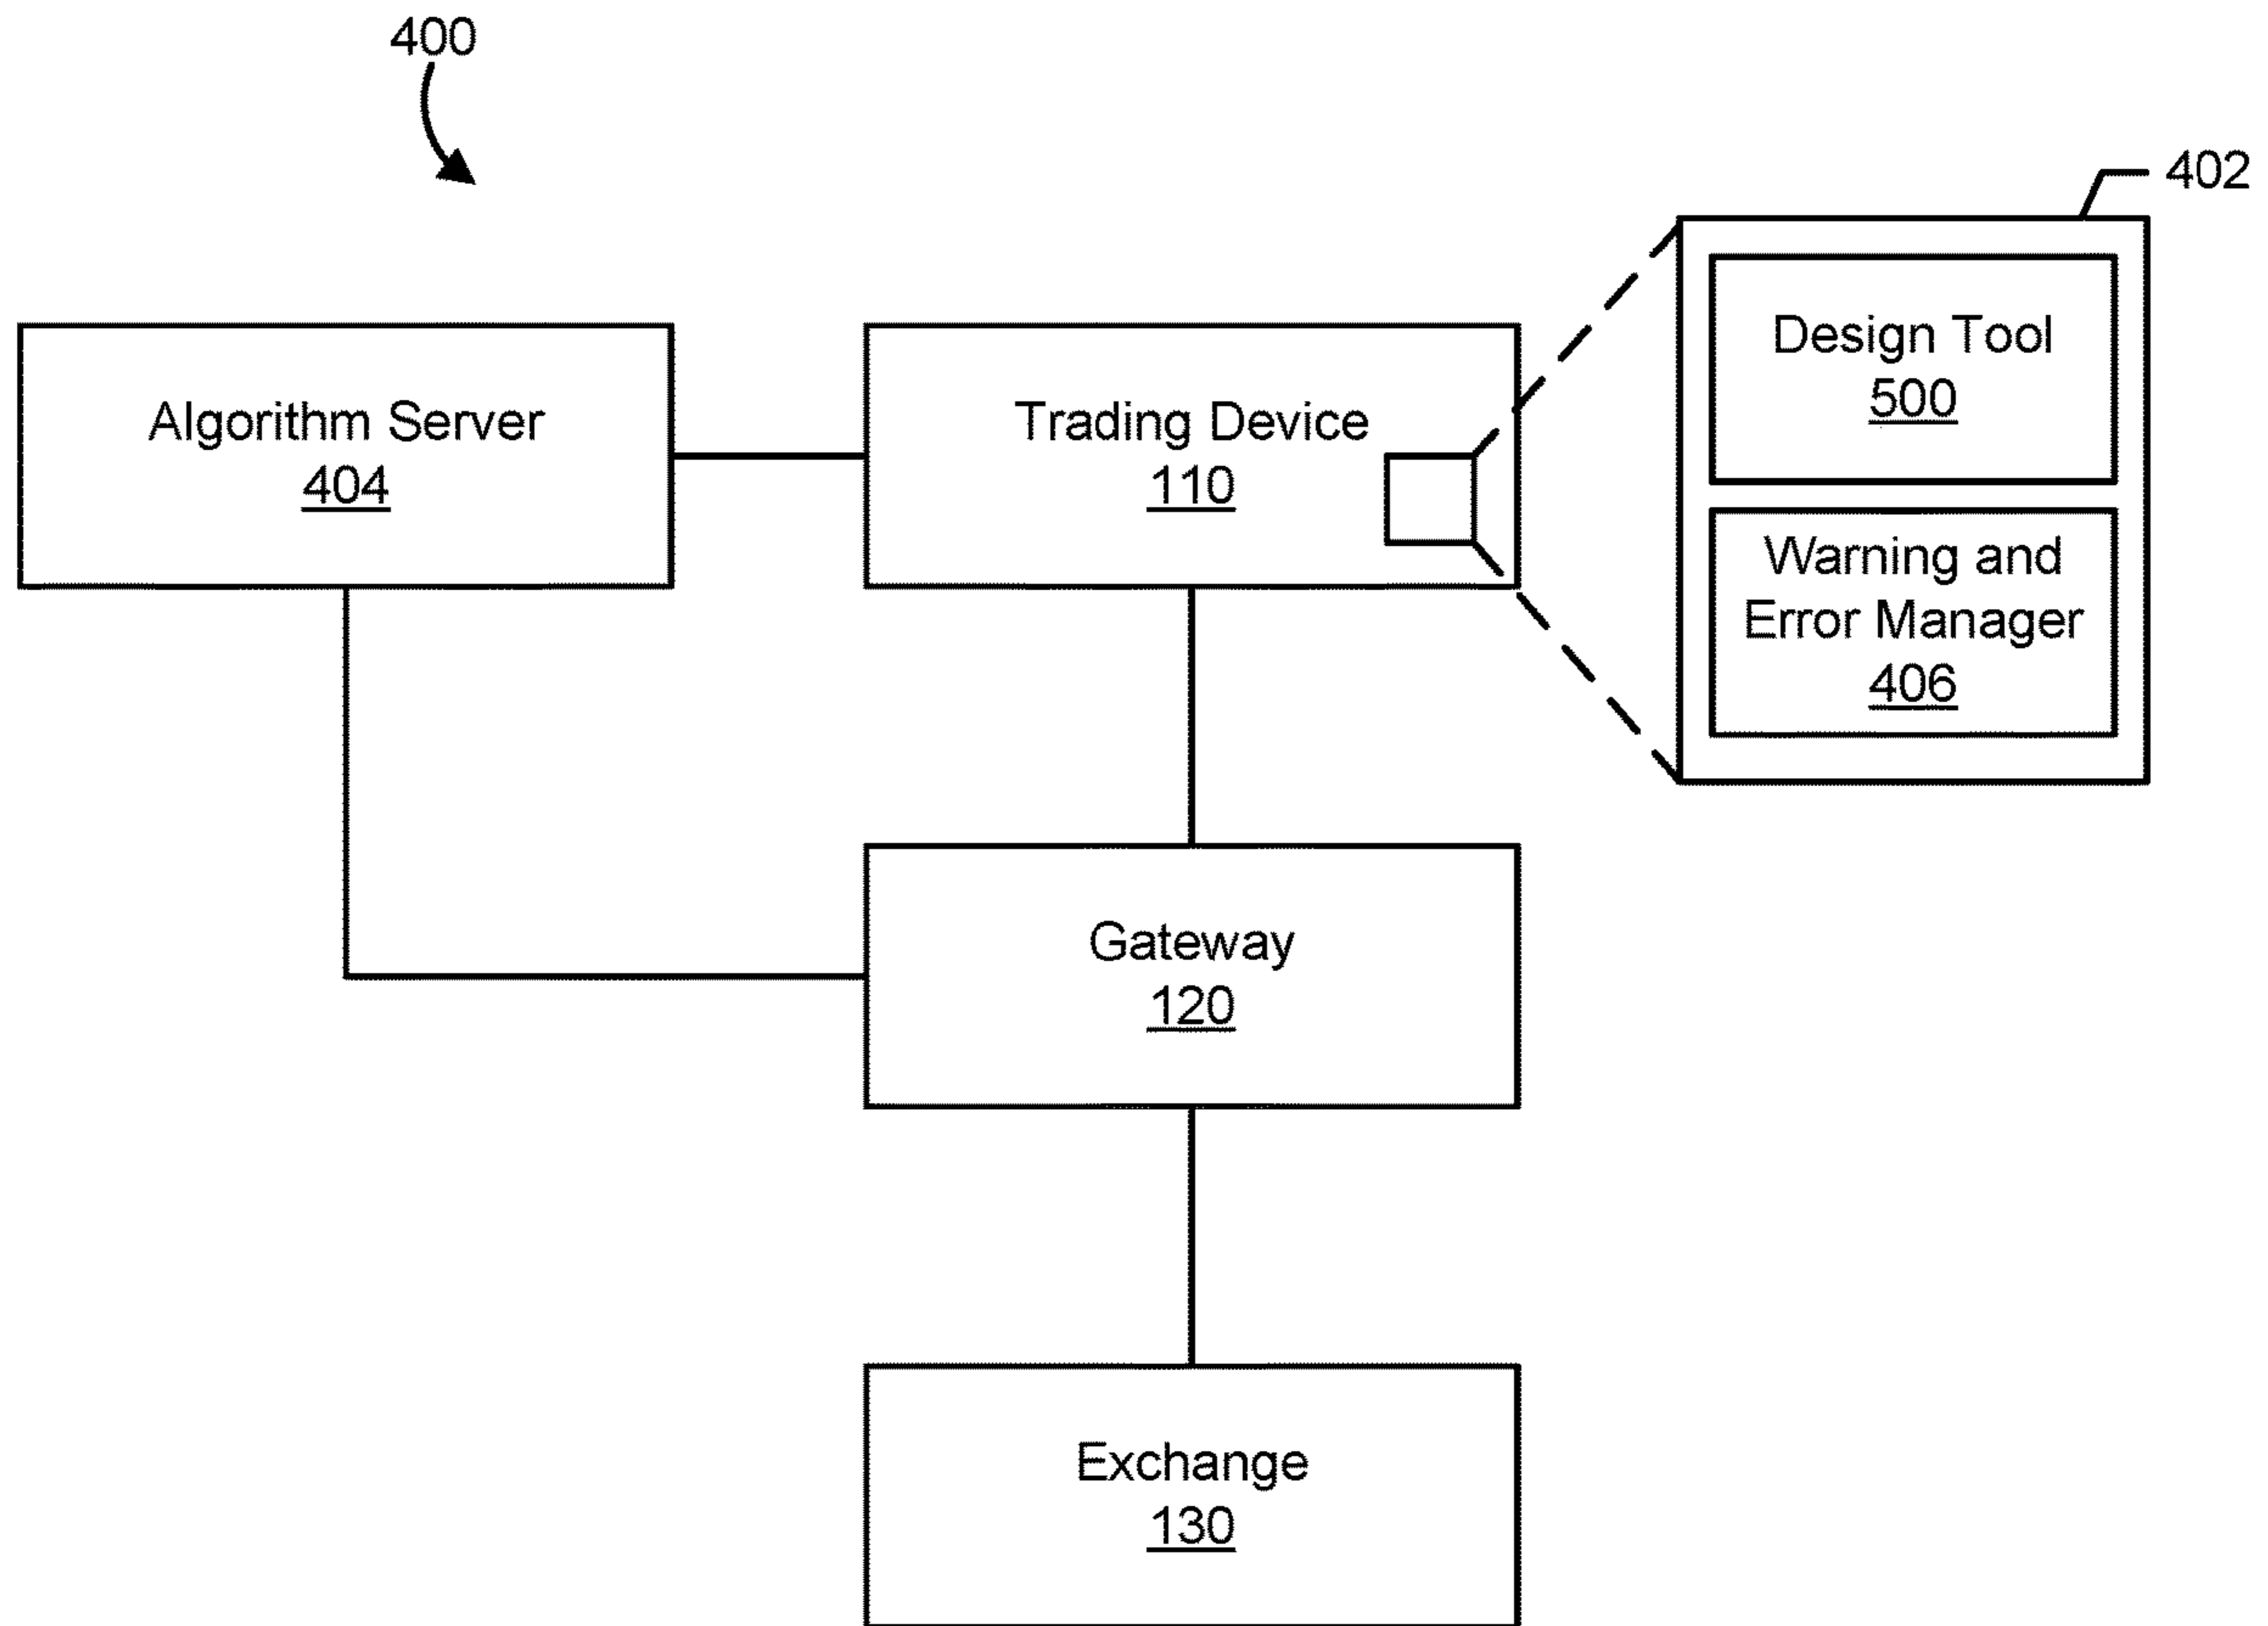 400
402
Design Tool
500
Algorithm Server
404
Trading Device
110
Warning and
Error Manager
406
Gateway
120
Exchange
130